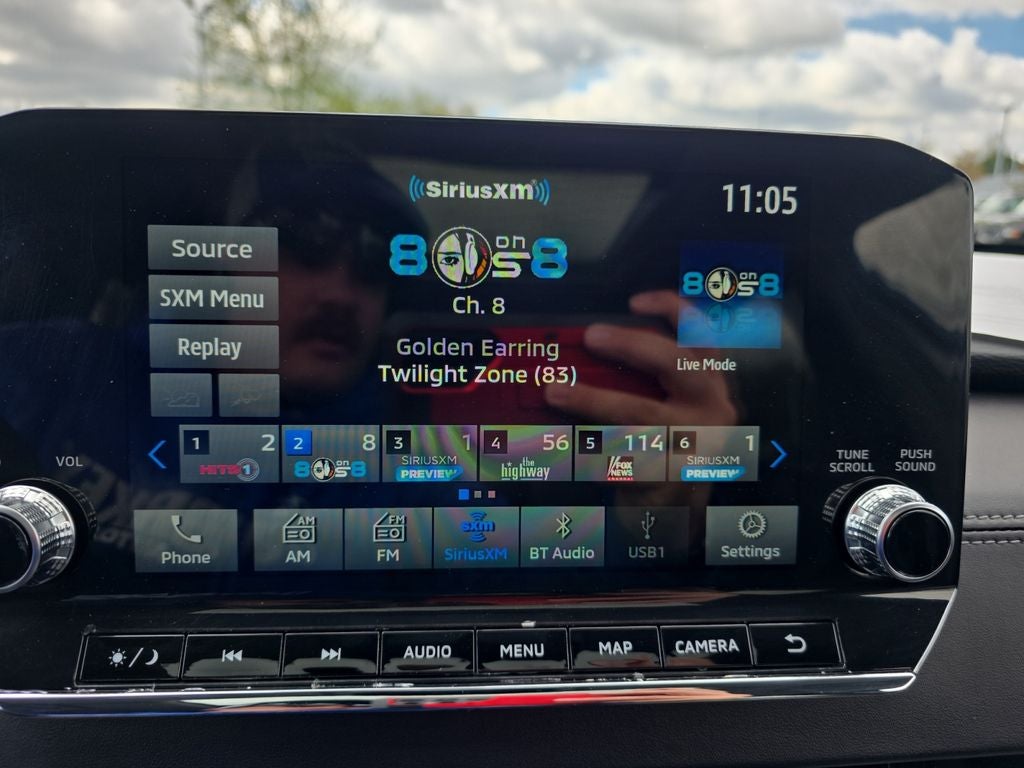 SiriusXM
11:05
Source
SXM Menu
Replay
80s on 8
Ch. 8
Golden Earring
Twilight Zone (83)
80s on 8
Live Mode
1 2 HITS 1
2 8 80s on 8
3 1 SIRIUSXM PREVIEW
4 56 the highway
5 114 FOX NEWS channel
6 1 SIRIUSXM PREVIEW
VOL
TUNE SCROLL
PUSH SOUND
Phone
AM AM
FM FM
sxm SiriusXM
BT Audio
USB1
Settings
AUDIO
MENU
MAP
CAMERA